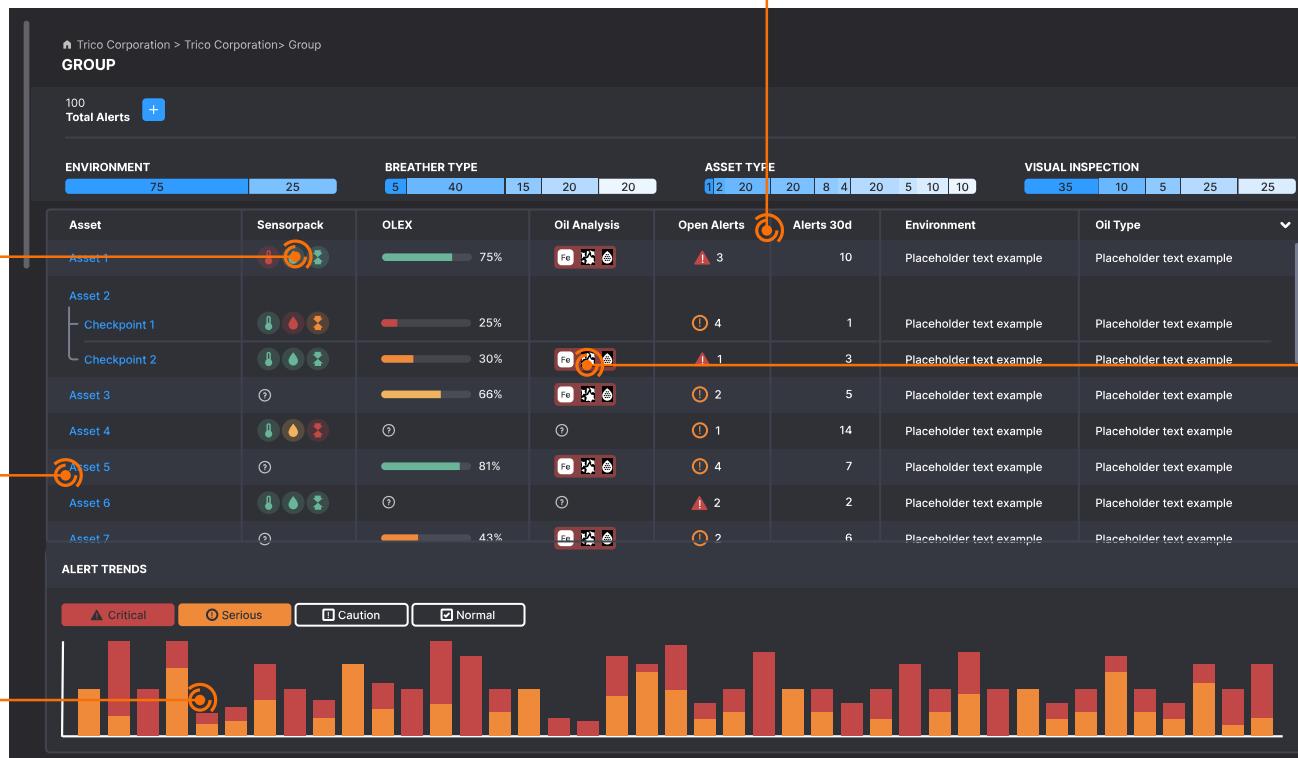 Trico Corporation > Trico Corporation> Group
GROUP
100
Total Alerts +
ENVIRONMENT BREATHER TYPE ASSET TYPE VISUAL INSPECTION
75 25 5 40 15 20 20 1 2 20 20 8 4 20 5 10 10 35 10 5 25 25
Asset Sensorpack OLEX Oil Analysis Open Alerts Alerts 30d Environment Oil Type
Asset 1 75% Fe 3 10 Placeholder text example Placeholder text example
Asset 2
Checkpoint 1 25% 4 1 Placeholder text example Placeholder text example
Checkpoint 2 30% Fe 1 3 Placeholder text example Placeholder text example
Asset 3 ? 66% Fe 2 5 Placeholder text example Placeholder text example
Asset 4 ? ? 1 14 Placeholder text example Placeholder text example
Asset 5 ? 81% Fe 4 7 Placeholder text example Placeholder text example
Asset 6 ? ? 2 2 Placeholder text example Placeholder text example
Asset 7 ? 43% Fe 2 6 Placeholder text example Placeholder text example
ALERT TRENDS
Critical Serious Caution Normal